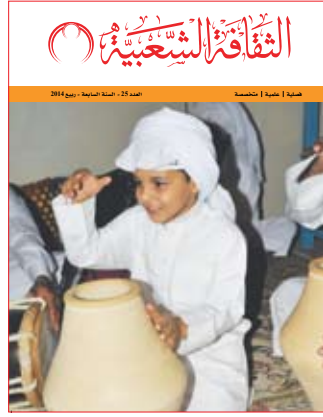 الثقافة الشعبية
فصلية | علمية | متخصصة
العدد 25 - السنة السابعة - ربيع 2014